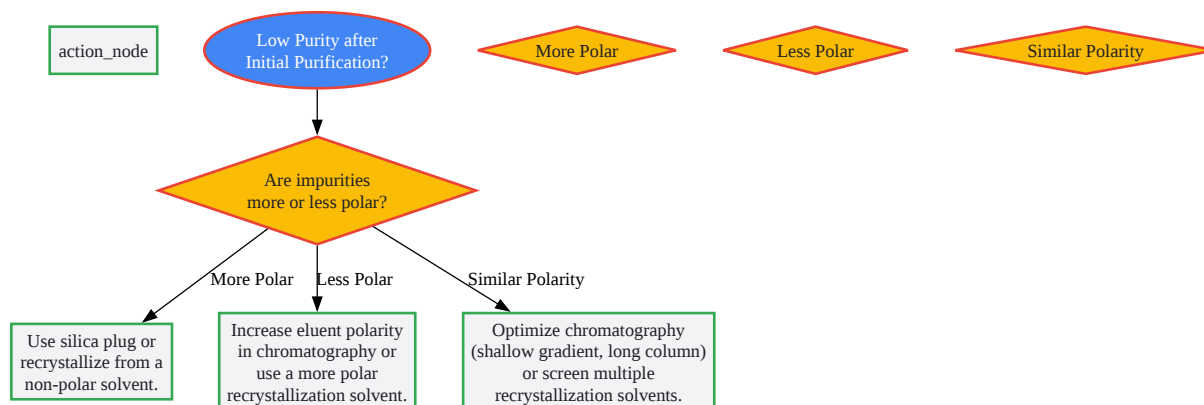 action_node
Low Purity after
Initial Purification?
More Polar
Less Polar
Similar Polarity
Are impurities
more or less polar?
More Polar
Less Polar
Similar Polarity
Use silica plug or
recrystallize from a
non-polar solvent.
Increase eluent polarity
in chromatography or
use a more polar
recrystallization solvent.
Optimize chromatography
(shallow gradient, long column)
or screen multiple
recrystallization solvents.